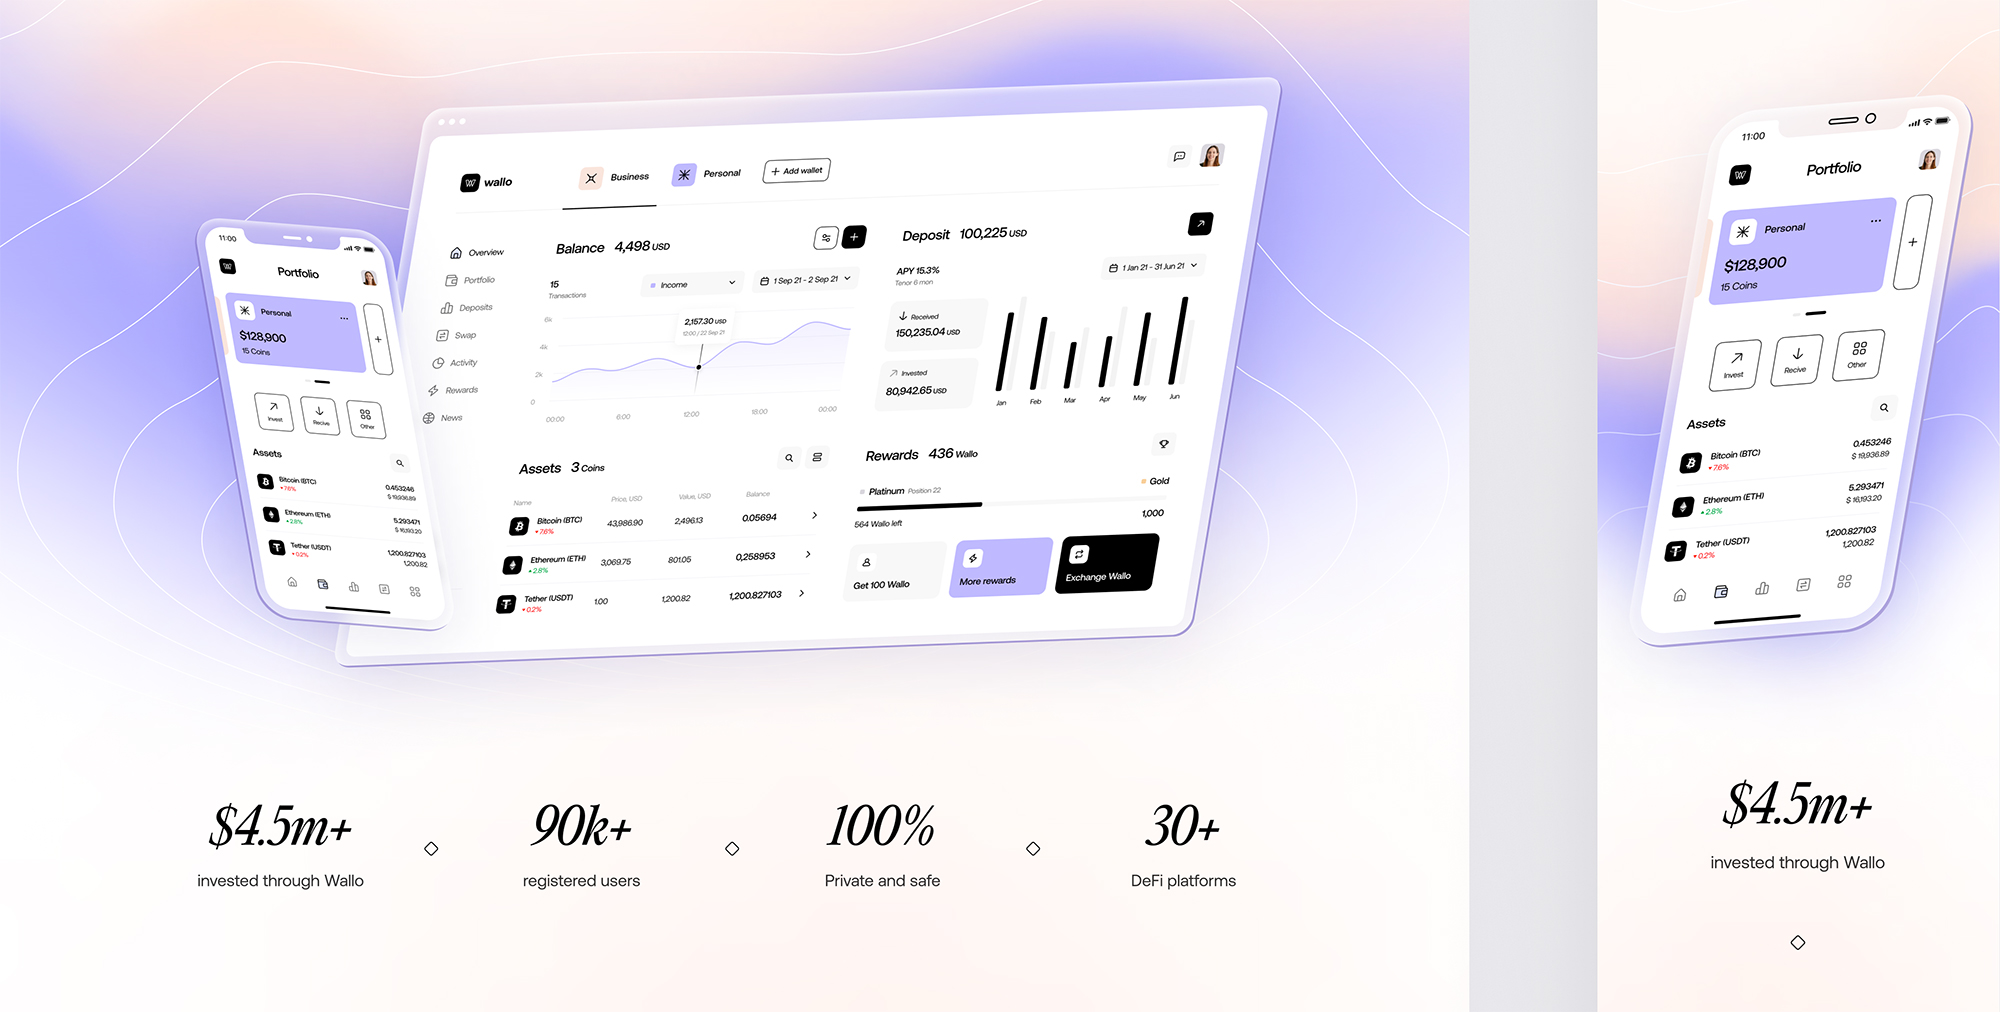 wallo
Business
Personal
+ Add wallet
Overview
Portfolio
Deposits
Swap
Activity
Rewards
News
Balance 4,498 USD
15
Transactions
Income
1 Sep 21 - 2 Sep 21
6k
4k
2k
0
2,157.30 USD
12:00 / 22 Sep 21
00:00
6:00
12:00
18:00
00:00
Deposit 100,225 USD
APY 15.3%
Tenor 6 mon
1 Jan 21 - 31 Jun 21
Received
150,235.04 USD
Invested
80,942.65 USD
Jan
Feb
Mar
Apr
May
Jun
Assets 3 Coins
Name Price, USD Value, USD Balance
Bitcoin (BTC) 43,986.90 2,496.13 0.05694
7.6%
Ethereum (ETH) 3,069.75 801.05 0,258953
2.8%
Tether (USDT) 1.00 1,200.82 1,200.827103
0.2%
Rewards 436 Wallo
Platinum Position 22
Gold
564 Wallo left
1,000
Get 100 Wallo
More rewards
Exchange Wallo
11:00
Portfolio
Personal
$128,900
15 Coins
+
Invest
Recive
Other
Assets
Bitcoin (BTC) 0.453246
7.6% $ 19,936.89
Ethereum (ETH) 5.293471
2.8% $ 16,193.20
Tether (USDT) 1,200.827103
0.2% 1,200.82
$4.5m+
invested through Wallo
90k+
registered users
100%
Private and safe
30+
DeFi platforms
11:00
Portfolio
Personal
$128,900
15 Coins
+
Invest
Recive
Other
Assets
Bitcoin (BTC) 0.453246
7.6% $ 19,936.89
Ethereum (ETH) 5.293471
2.8% $ 16,193.20
Tether (USDT) 1,200.827103
0.2% 1,200.82
$4.5m+
invested through Wallo